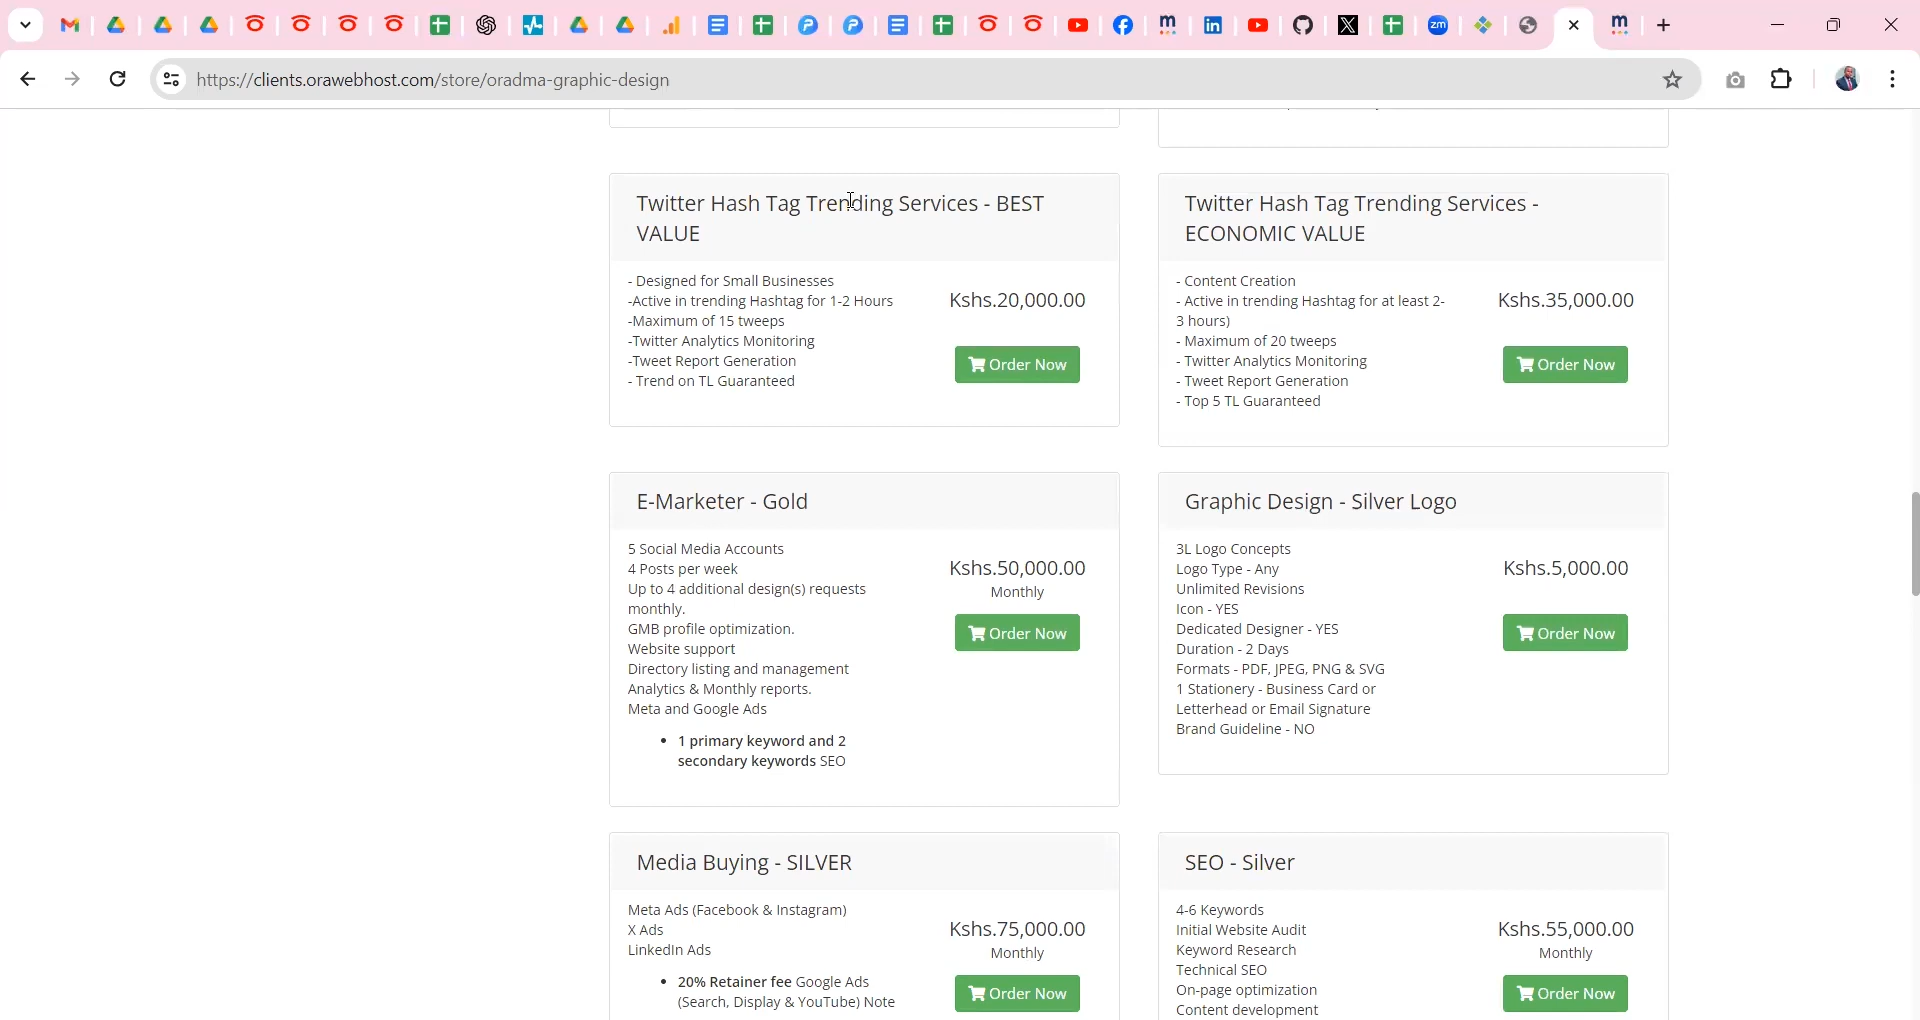 https://clients.orawebhost.com/store/oradma-graphic-design
Twitter Hash Tag Trending Services - BEST
VALUE
- Designed for Small Businesses
-Active in trending Hashtag for 1-2 Hours
-Maximum of 15 tweeps
-Twitter Analytics Monitoring
-Tweet Report Generation
- Trend on TL Guaranteed
Kshs.20,000.00
Order Now
Twitter Hash Tag Trending Services -
ECONOMIC VALUE
- Content Creation
- Active in trending Hashtag for at least 2-
3 hours)
- Maximum of 20 tweeps
- Twitter Analytics Monitoring
- Tweet Report Generation
- Top 5 TL Guaranteed
Kshs.35,000.00
Order Now
E-Marketer - Gold
5 Social Media Accounts
4 Posts per week
Up to 4 additional design(s) requests
monthly.
GMB profile optimization.
Website support
Directory listing and management
Analytics & Monthly reports.
Meta and Google Ads
• 1 primary keyword and 2
secondary keywords SEO
Kshs.50,000.00
Monthly
Order Now
Graphic Design - Silver Logo
3L Logo Concepts
Logo Type - Any
Unlimited Revisions
Icon - YES
Dedicated Designer - YES
Duration - 2 Days
Formats - PDF, JPEG, PNG & SVG
1 Stationery - Business Card or
Letterhead or Email Signature
Brand Guideline - NO
Kshs.5,000.00
Order Now
Media Buying - SILVER
Meta Ads (Facebook & Instagram)
X Ads
LinkedIn Ads
• 20% Retainer fee Google Ads
(Search, Display & YouTube) Note
Kshs.75,000.00
Monthly
Order Now
SEO - Silver
4-6 Keywords
Initial Website Audit
Keyword Research
Technical SEO
On-page optimization
Content development
Kshs.55,000.00
Monthly
Order Now